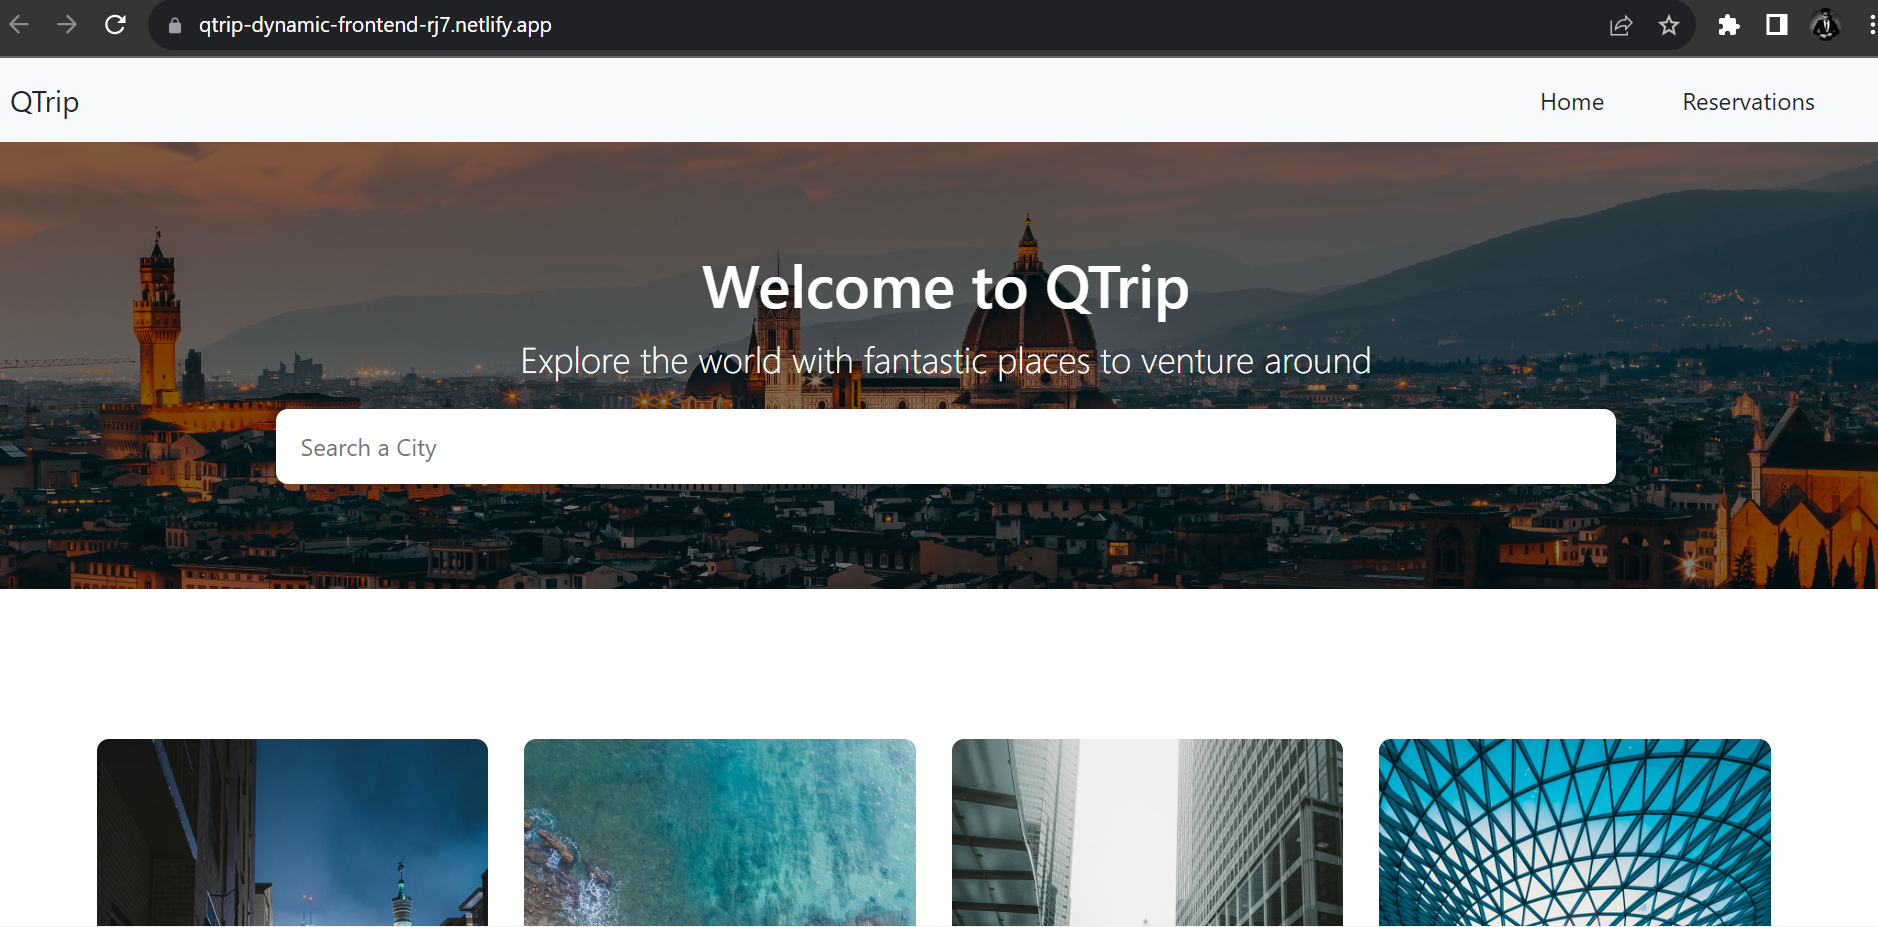 qtrip-dynamic-frontend-rj7.netlify.app
QTrip
Home
Reservations
Welcome to QTrip
Explore the world with fantastic places to venture around
Search a City